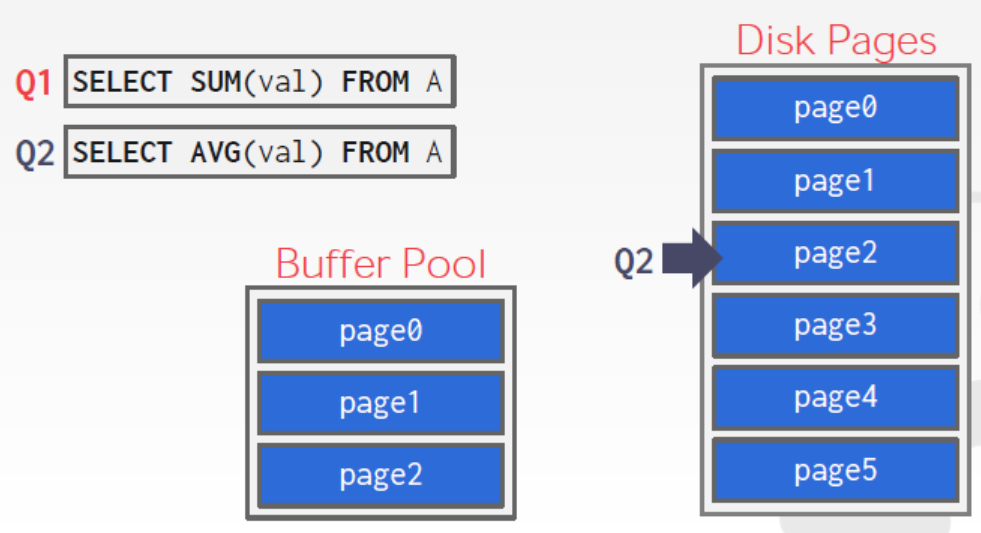 Q1 SELECT SUM(val) FROM A
Q2 SELECT AVG(val) FROM A
Buffer Pool
page0
page1
page2
Disk Pages
page0
page1
Q2 page2
page3
page4
page5